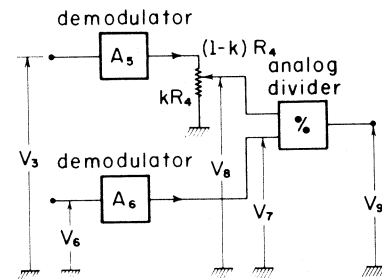 demodulator
A5
(1-k) R4
kR4
analog
divider
%
V3
demodulator
V8
A6
V6
V7
V9